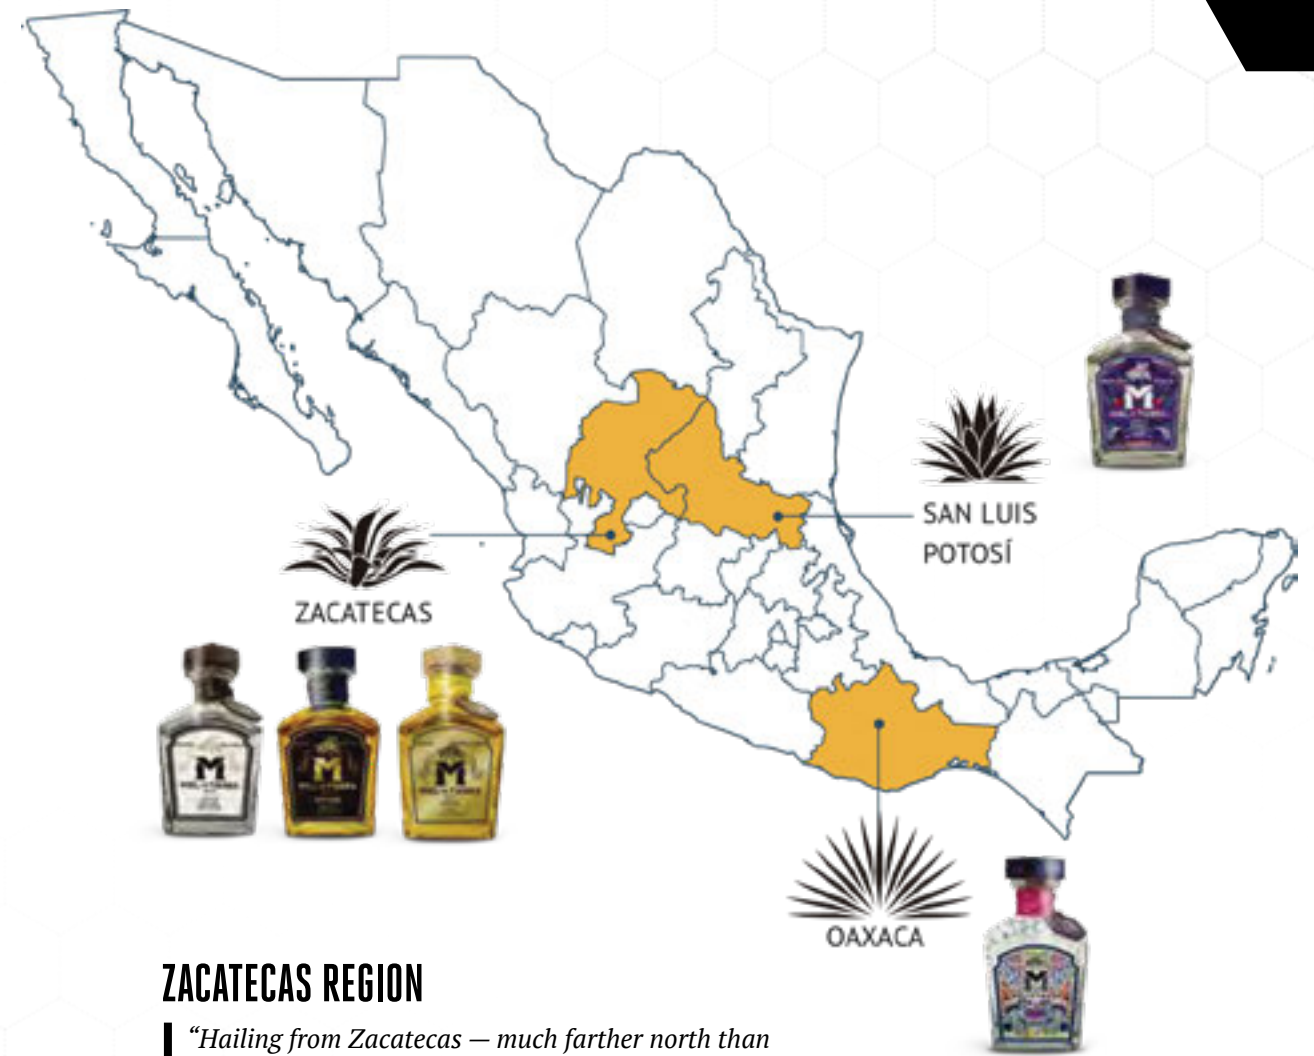 SAN LUIS
POTOSÍ
ZACATECAS
M
M
M
M
OAXACA
M
ZACATECAS REGION
“Hailing from Zacatecas — much farther north than